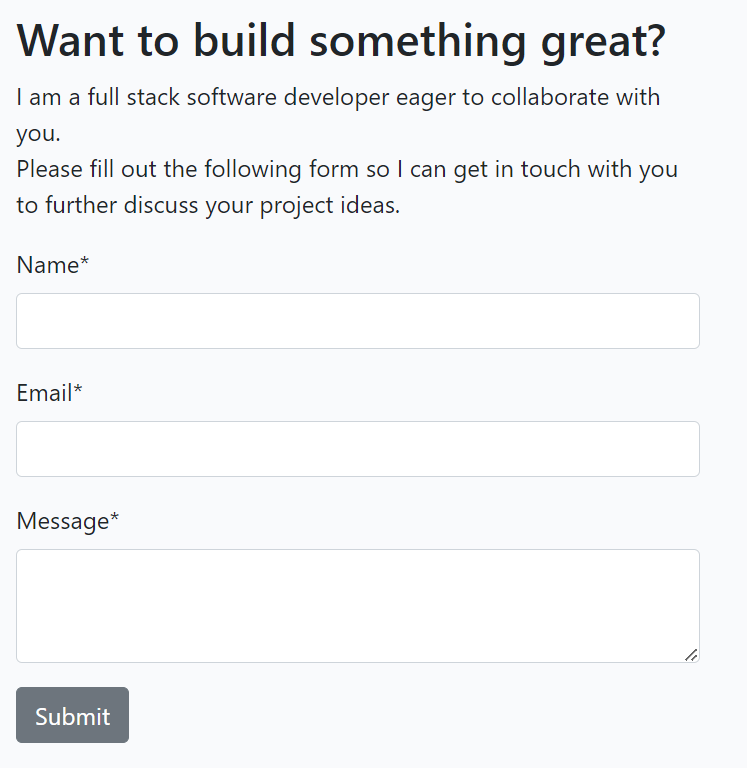 Want to build something great?
I am a full stack software developer eager to collaborate with
you.
Please fill out the following form so I can get in touch with you
to further discuss your project ideas.
Name*
Email*
Message*
Submit